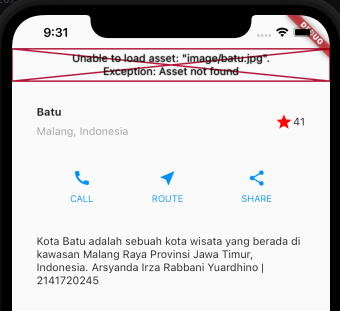 9:31
DEBUG
Unable to load asset: "image/batu.jpg".
Exception: Asset not found
Batu
Malang, Indonesia
41
CALL
ROUTE
SHARE
Kota Batu adalah sebuah kota wisata yang berada di
kawasan Malang Raya Provinsi Jawa Timur,
Indonesia. Arsyanda Irza Rabbani Yuardhino |
2141720245